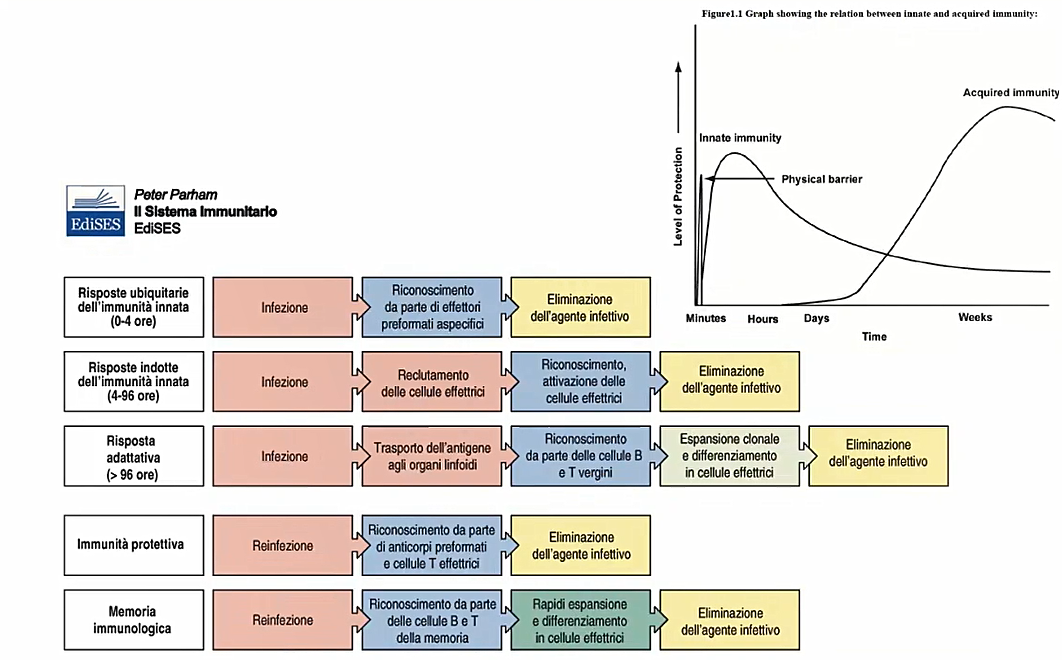 Figure1.1 Graph showing the relation between innate and acquired immunity:
Acquired immunity
Innate immunity
Physical barrier
Level of Protection
Minutes
Hours
Days
Weeks
Time
EdiSES
Peter Parham
Il Sistema Immunitario
EdiSES
Risposte ubiquitarie
dell'immunità innata
(0-4 ore)
Infezione
Riconoscimento
da parte di effettori
preformati aspecifici
Eliminazione
dell'agente infettivo
Risposte indotte
dell'immunità innata
(4-96 ore)
Infezione
Reclutamento
delle cellule effettrici
Riconoscimento,
attivazione delle
cellule effettrici
Eliminazione
dell'agente infettivo
Risposta
adattativa
(> 96 ore)
Infezione
Trasporto dell'antigene
agli organi linfoidi
Riconoscimento
da parte delle cellule B
e T vergini
Espansione clonale
e differenziamento
in cellule effettrici
Eliminazione
dell'agente infettivo
Immunità protettiva
Reinfezione
Riconoscimento da parte
di anticorpi preformati
e cellule T effettrici
Eliminazione
dell'agente infettivo
Memoria
immunologica
Reinfezione
Riconoscimento da parte
delle cellule B e T
della memoria
Rapidi espansione
e differenziamento
in cellule effettrici
Eliminazione
dell'agente infettivo